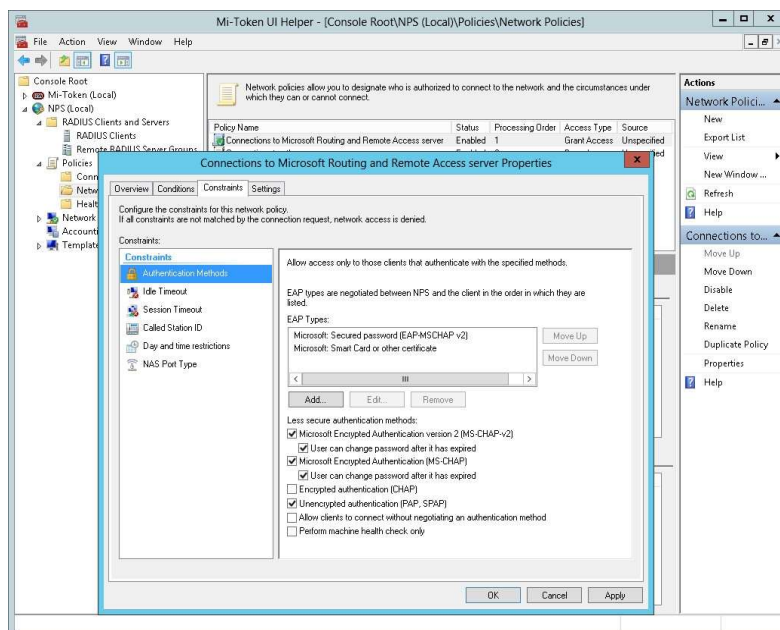 Mi-Token UI Helper - [Console Root\NPS (Local)\Policies\Network Policies]
File Action View Window Help
Console Root
Mi-Token (Local)
NPS (Local)
RADIUS Clients and Servers
RADIUS Clients
Remote RADIUS Server Groups
Policies
Conn
Netw
Healt
Network
Accounti
Template
Network policies allow you to designate who is authorized to connect to the network and the circumstances under
which they can or cannot connect.
Policy Name Status Processing Order Access Type Source
Connections to Microsoft Routing and Remote Access server Enabled 1 Grant Access Unspecified
Connections to Microsoft Routing and Remote Access server Properties
Overview Conditions Constraints Settings
Configure the constraints for this network policy.
If all constraints are not matched by the connection request, network access is denied.
Constraints:
Constraints
Authentication Methods
Idle Timeout
Session Timeout
Called Station ID
Day and time restrictions
NAS Port Type
Allow access only to those clients that authenticate with the specified methods.
EAP types are negotiated between NPS and the client in the order in which they are
listed.
EAP Types:
Microsoft: Secured password (EAP-MSCHAP v2)
Microsoft: Smart Card or other certificate
Move Up
Move Down
Add... Edit... Remove
Less secure authentication methods:
Microsoft Encrypted Authentication version 2 (MS-CHAP-v2)
User can change password after it has expired
Microsoft Encrypted Authentication (MS-CHAP)
User can change password after it has expired
Encrypted authentication (CHAP)
Unencrypted authentication (PAP, SPAP)
Allow clients to connect without negotiating an authentication method
Perform machine health check only
OK Cancel Apply
Actions
Network Polici...
New
Export List
View
New Window ...
Refresh
Help
Connections to...
Move Up
Move Down
Disable
Delete
Rename
Duplicate Policy
Properties
Help